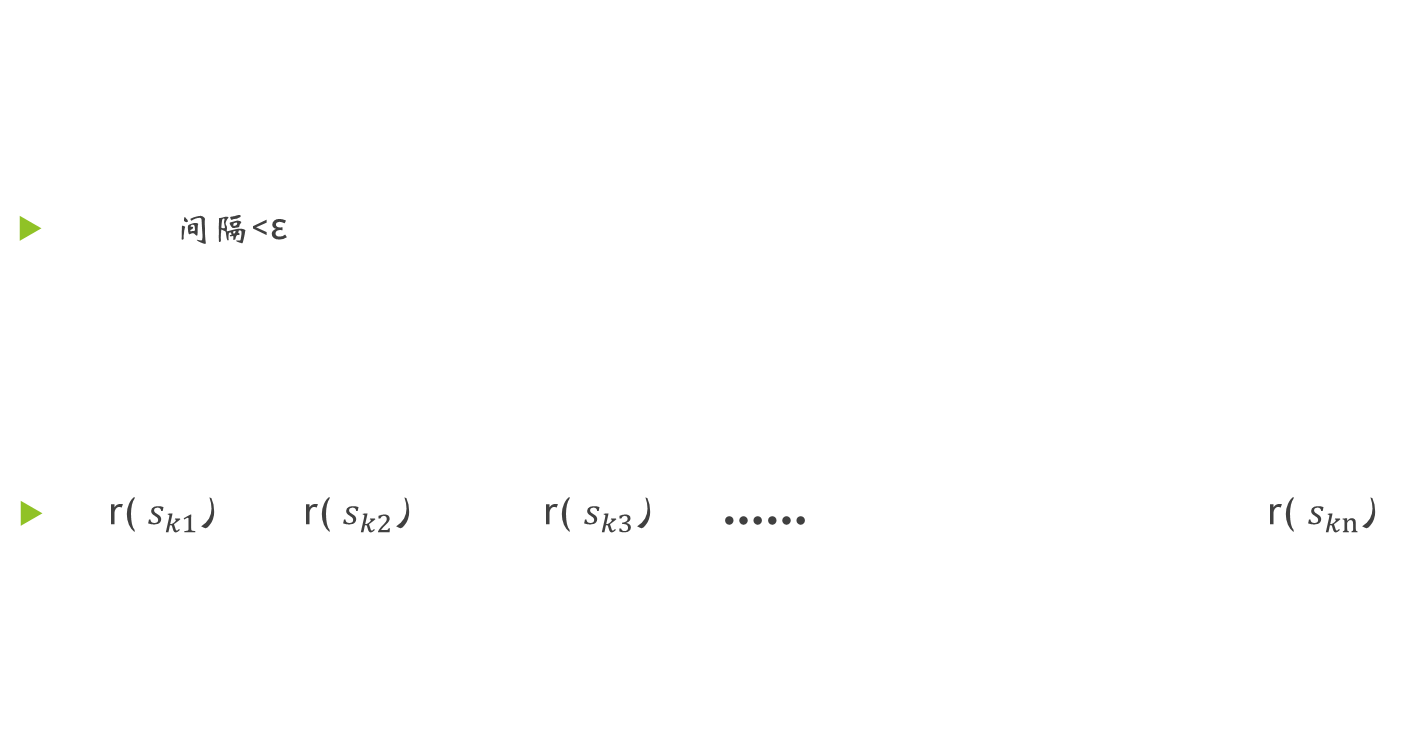 间隔<ε
r( s_{k1}) r( s_{k2}) r( s_{k3}) …… r( s_{kn})